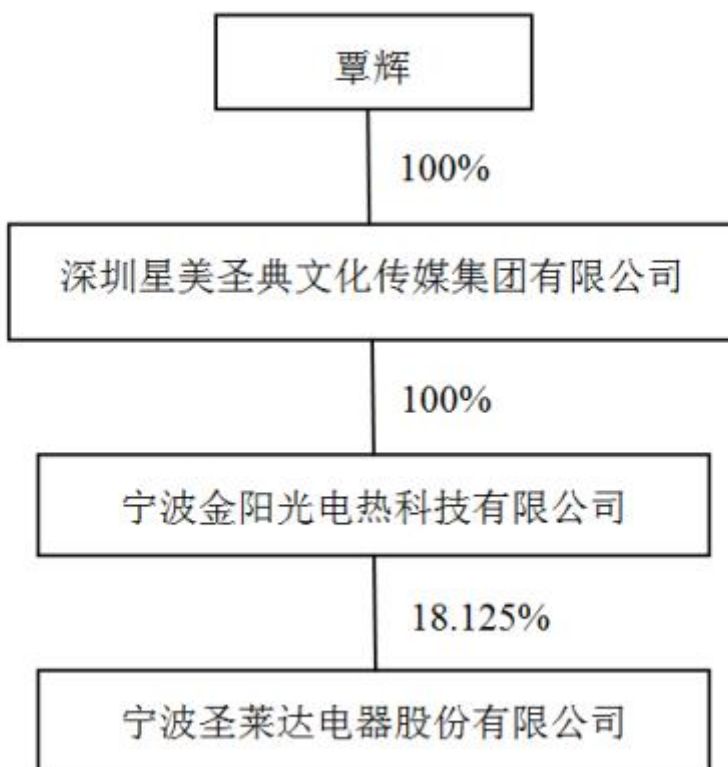 覃辉
100%
深圳星美圣典文化传媒集团有限公司
100%
宁波金阳光电热科技有限公司
18.125%
宁波圣莱达电器股份有限公司